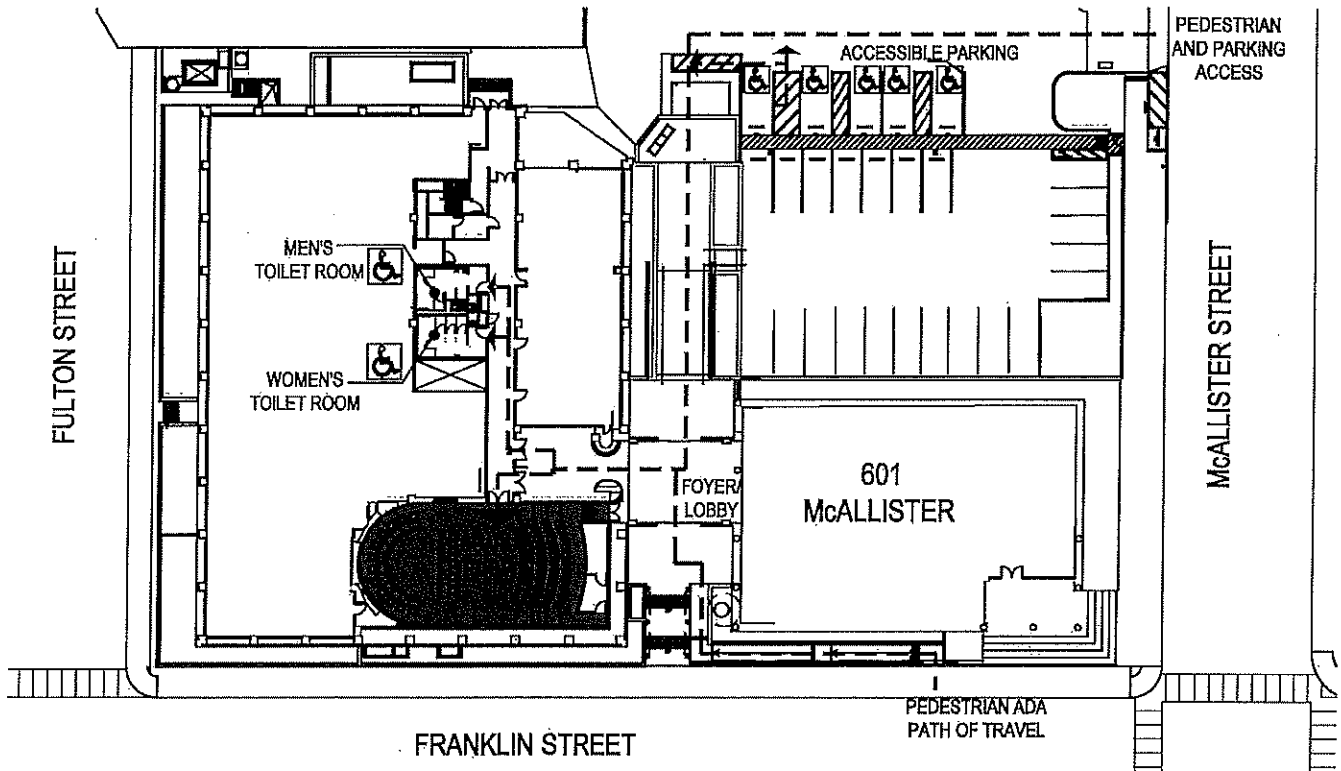 PEDESTRIAN
AND PARKING
ACCESS
ACCESSIBLE PARKING
MEN'S
TOILET ROOM
WOMEN'S
TOILET ROOM
FULTON STREET
McALLISTER STREET
FOYER/
LOBBY
601
McALLISTER
PEDESTRIAN ADA
PATH OF TRAVEL
FRANKLIN STREET